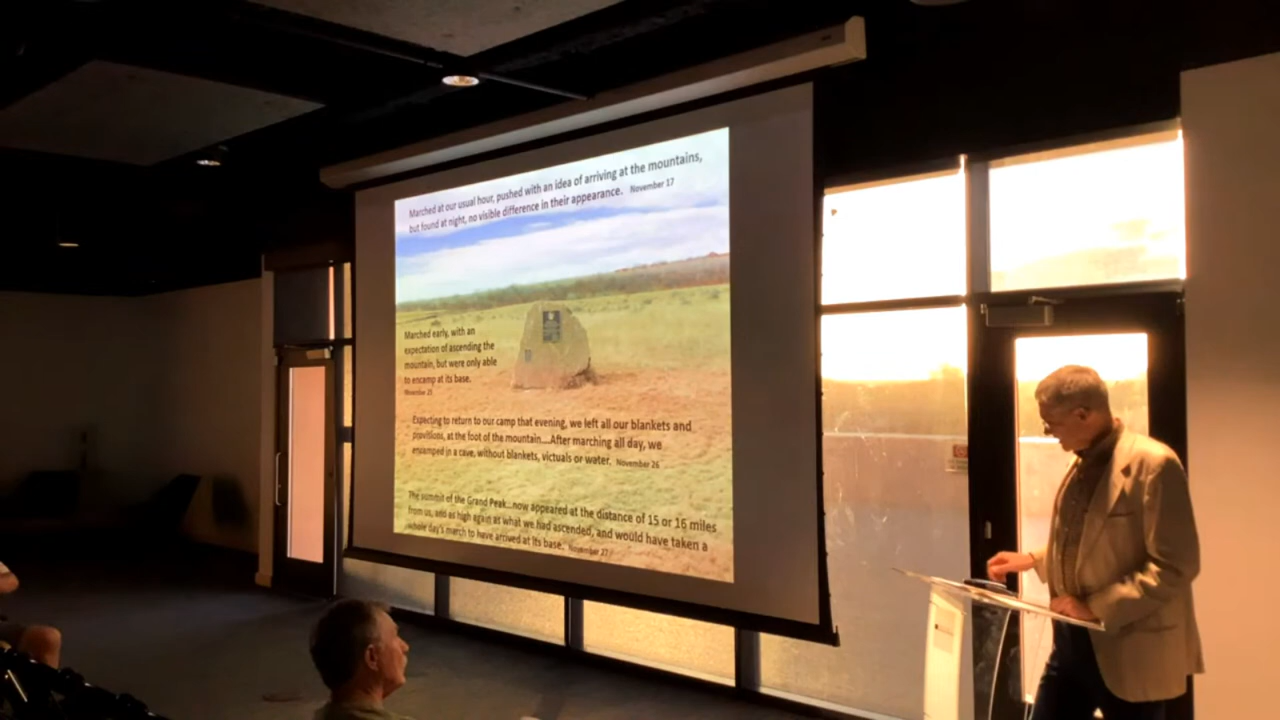 Marched at our usual hour, pushed with an idea of arriving at the mountains,
but found at night, no visible difference in their appearance. November 17
Marched early, with an
expectation of ascending the
mountain, but were only able
to encamp at its base.
November 25
Expecting to return to our camp that evening, we left all our blankets and
provisions, at the foot of the mountain....After marching all day, we
encamped in a cave, without blankets, victuals or water. November 26
The summit of the Grand Peak...now appeared at the distance of 15 or 16 miles
from us, and as high again as what we had ascended, and would have taken a
whole day's march to have arrived at its base. November 27